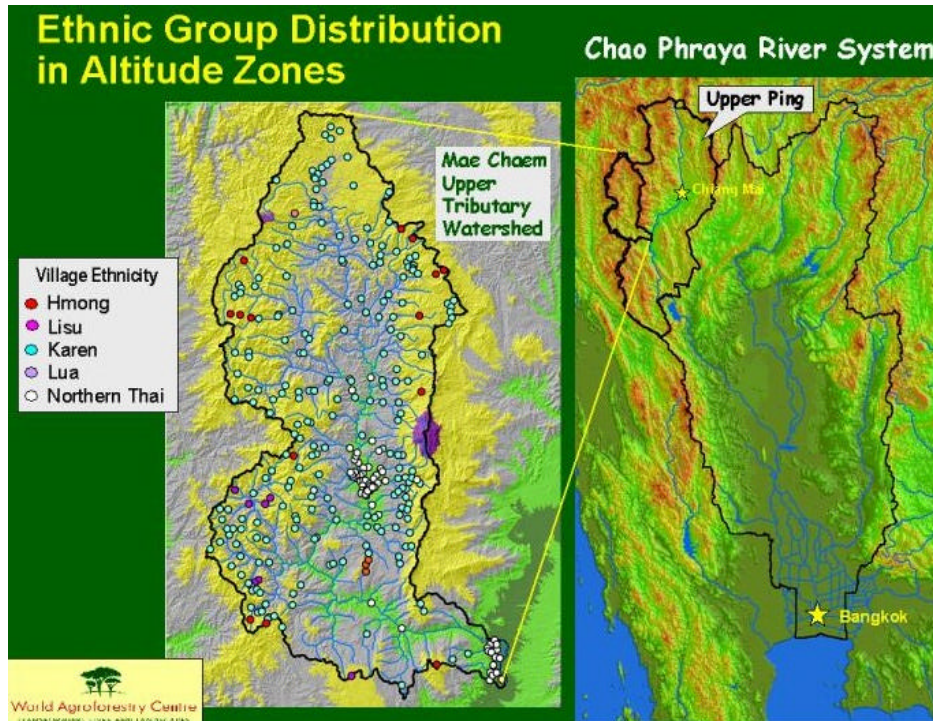 Ethnic Group Distribution
in Altitude Zones
Chao Phraya River System
Upper Ping
Mae Chaem
Upper
Tributary
Watershed
Chiang Mai
Village Ethnicity
Hmong
Lisu
Karen
Lua
Northern Thai
Bangkok
World Agroforestry Centre